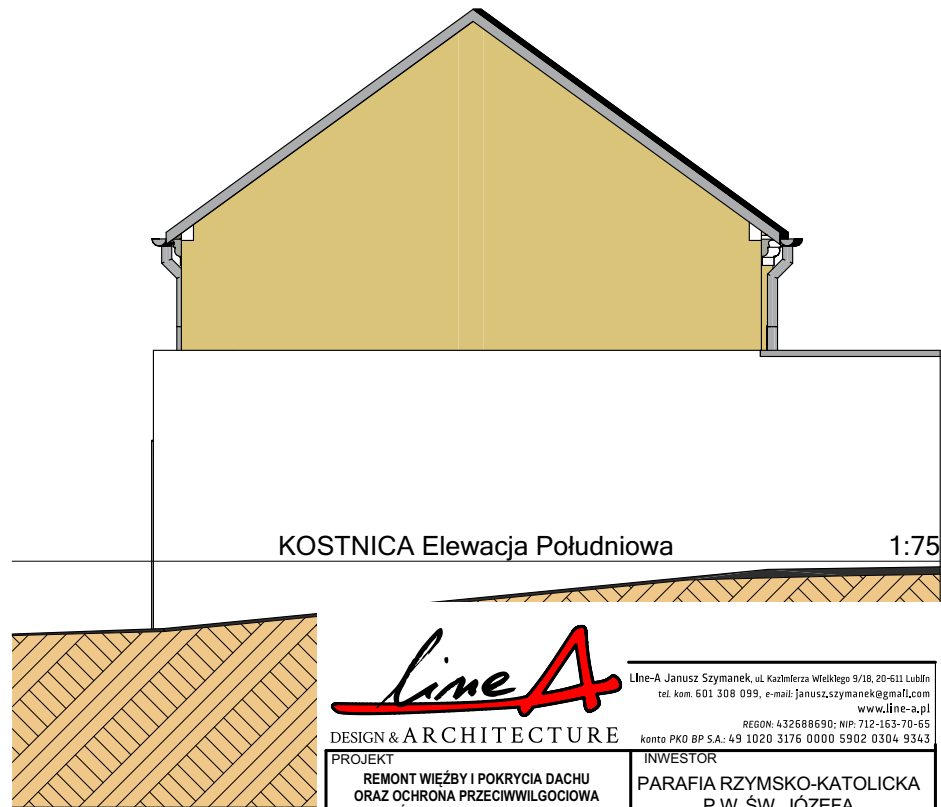 KOSTNICA Elewacja Południowa 1:75
line A
DESIGN & ARCHITECTURE
Line-A Janusz Szymanek, ul. Kazimierza Wielkiego 9/18, 20-611 Lublin
tel. kom. 601 308 099, e-mail: janusz.szymanek@gmail.com
www.line-a.pl
REGON: 432688690; NIP: 712-163-70-65
konto PKO BP S.A.: 49 1020 3176 0000 5902 0304 9343
PROJEKT
REMONT WIĘŹBY I POKRYCIA DACHU
ORAZ OCHRONA PRZECIWWILGOCIOWA
INWESTOR
PARAFIA RZYMSKO-KATOLICKA
P.W. ŚW. JÓZEFA